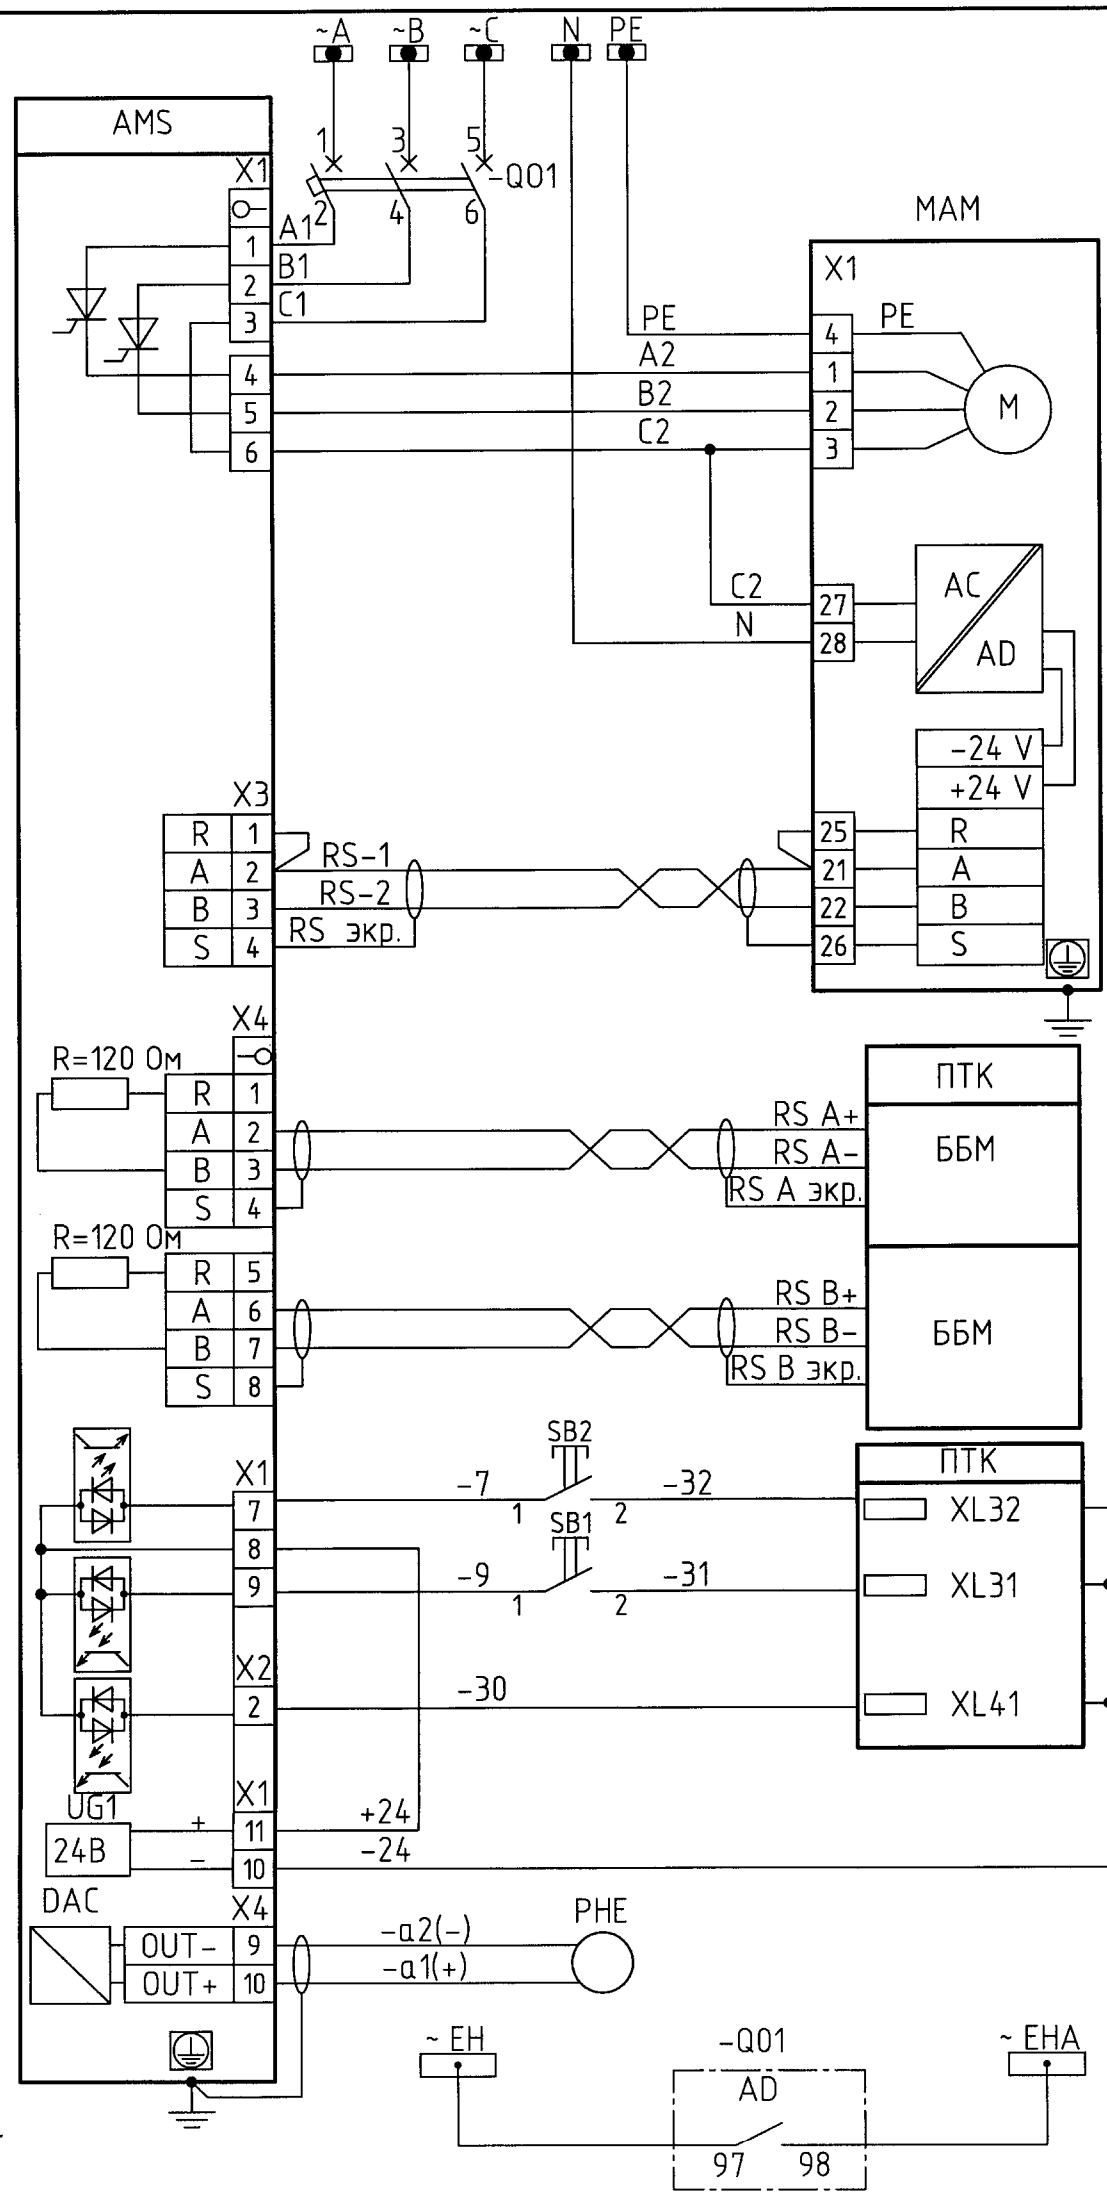 ~A ~B ~C N PE
AMS
1 3 5
-Q01
2 4 6
X1
A1
1
B1
2
C1
3
4
5
6
MAM
X1
PE 4 PE
A2 1
B2 2
C2 3
M
C2 27
N 28
AC
AD
-24 V
+24 V
X3
R 1
A 2 RS-1
B 3 RS-2
S 4 RS экр.
25 R
21 A
22 B
26 S
X4
R=120 Ом
R 1
A 2
B 3
S 4
ПТК
RS A+
RS A-
RS A экр.
ББМ
R=120 Ом
R 5
A 6
B 7
S 8
RS B+
RS B-
RS B экр.
ББМ
X1
7 -7
SB2
1 2
-32
ПТК
XL32
8
9 -9
SB1
1 2
-31
XL31
X2
2 -30
XL41
UG1
X1
24В + 11 +24
- 10 -24
DAC
X4
OUT- 9 -a2(-)
OUT+ 10 -a1(+)
PHE
~ EH
-Q01
AD
97 98
~ EHA